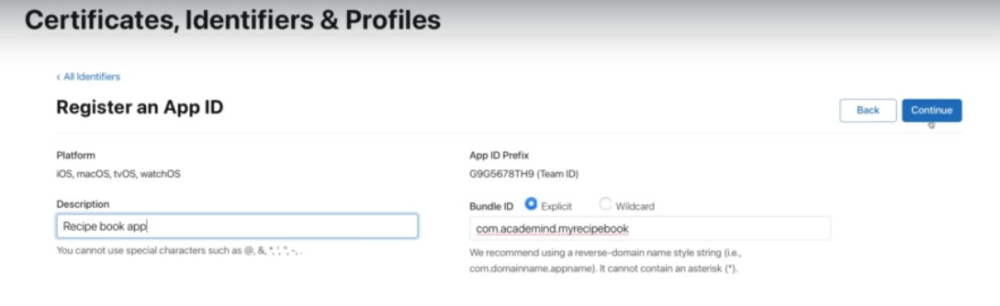 Certificates, Identifiers & Profiles
‹ All Identifiers
Register an App ID
Back
Continue
Platform
iOS, macOS, tvOS, watchOS
App ID Prefix
G9G5678TH9 (Team ID)
Description
Recipe book app
You cannot use special characters such as @, &, *, ', ", -, .
Bundle ID Explicit Wildcard
com.academind.myrecipebook
We recommend using a reverse-domain name style string (i.e.,
com.domainname.appname). It cannot contain an asterisk (*).